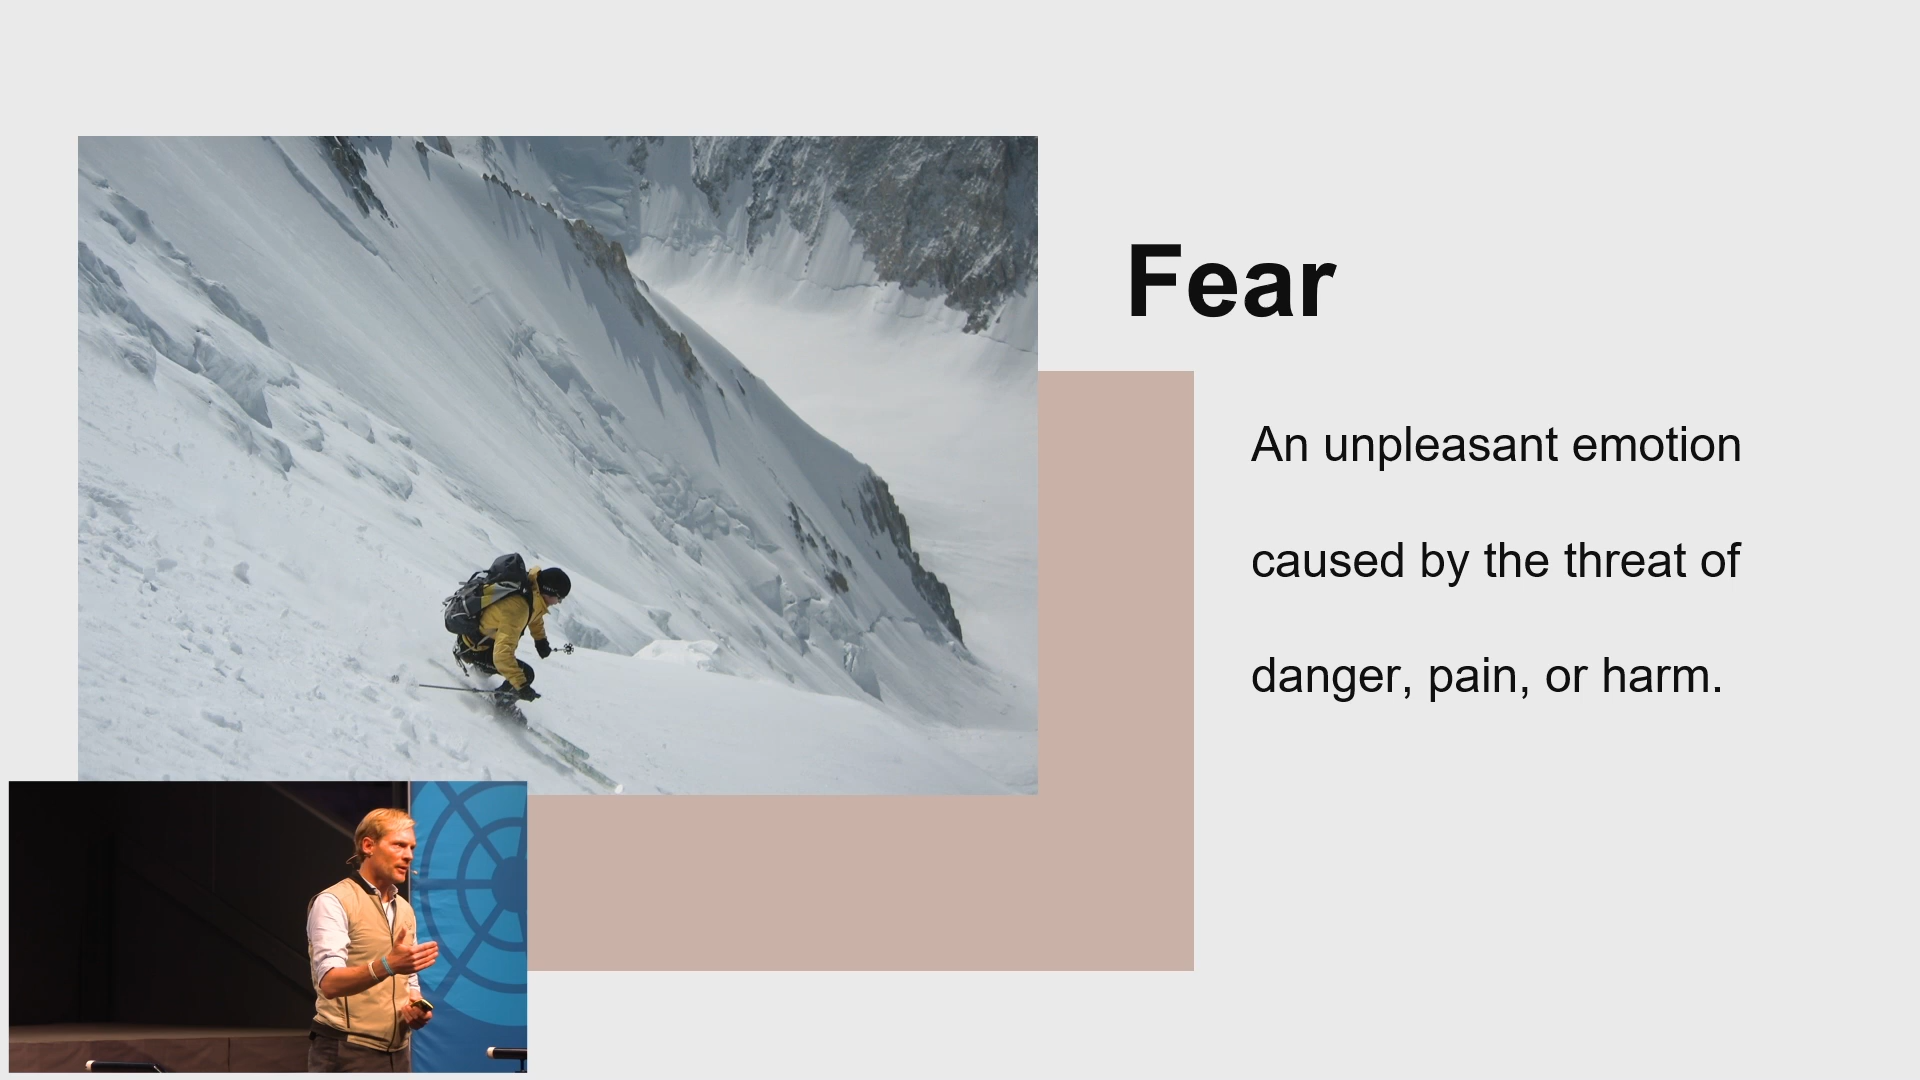 Fear
An unpleasant emotion
caused by the threat of
danger, pain, or harm.